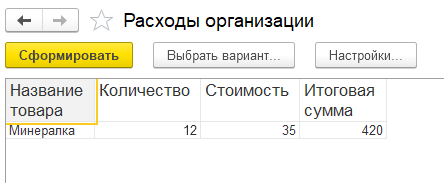 Расходы организации
Сформировать Выбрать вариант... Настройки...
Название товара Количество Стоимость Итоговая сумма
Минералка 12 35 420